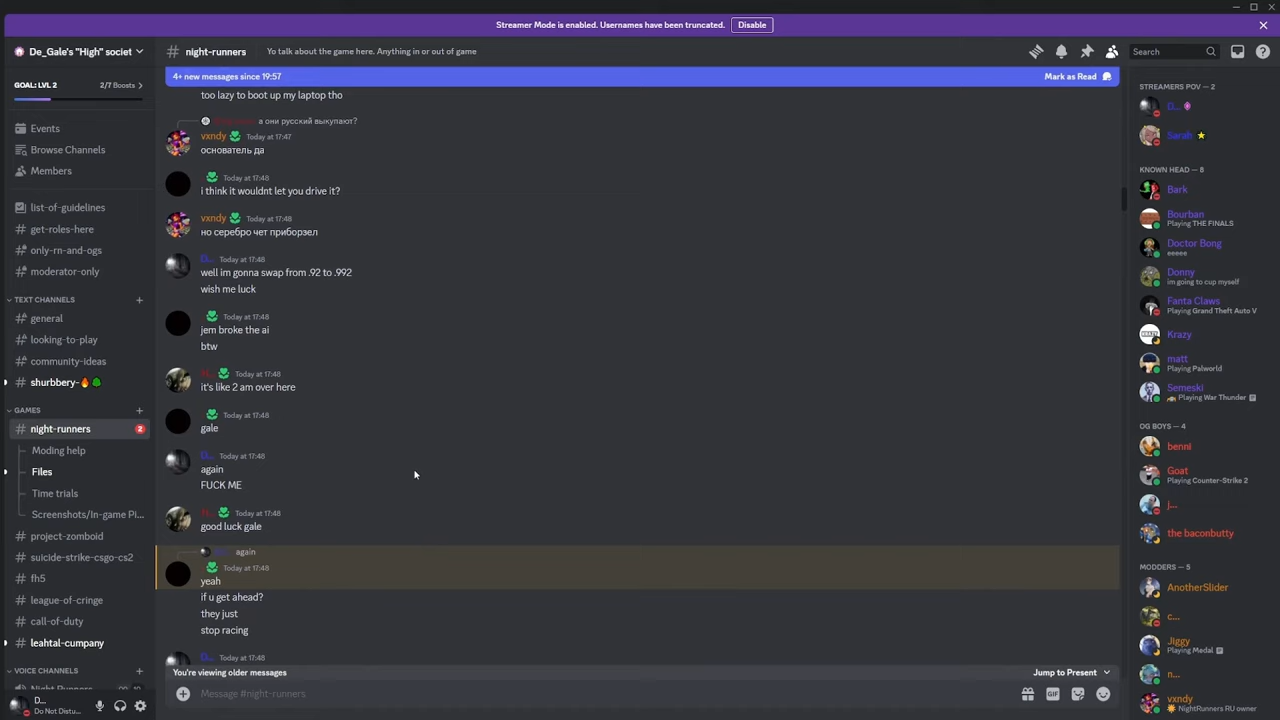 Streamer Mode is enabled. Usernames have been truncated. Disable
De_Gale's "High" societ
# night-runners Yo talk about the game here. Anything in or out of game
Search
GOAL: LVL 2 2/7 Boosts >
Events
Browse Channels
Members
list-of-guidelines
get-roles-here
only-rn-and-ogs
moderator-only
TEXT CHANNELS
general
looking-to-play
community-ideas
shurbbery-🔥🌳
GAMES
night-runners 2
Moding help
Files
Time trials
Screenshots/In-game Pi...
project-zomboid
suicide-strike-csgo-cs2
fh5
league-of-cringe
call-of-duty
leahtal-cumpany
VOICE CHANNELS
D...
Do Not Distu...
4+ new messages since 19:57 Mark as Read
too lazy to boot up my laptop tho
а они русский выкупают?
vxndy Today at 17:47
основатель да
Today at 17:48
i think it wouldnt let you drive it?
vxndy Today at 17:48
но серебро чет приборзел
D... Today at 17:48
well im gonna swap from .92 to .992
wish me luck
Today at 17:48
jem broke the ai
btw
Today at 17:48
it's like 2 am over here
Today at 17:48
gale
D... Today at 17:48
again
FUCK ME
Today at 17:48
good luck gale
again
Today at 17:48
yeah
if u get ahead?
they just
stop racing
D... Today at 17:48
You're viewing older messages Jump to Present
Message #night-runners
GIF
STREAMERS POV — 2
D...
Sarah
KNOWN HEAD — 8
Bark
Bourban
Playing THE FINALS
Doctor Bong
eeeee
Donny
im going to cup myself
Fanta Claws
Playing Grand Theft Auto V
Krazy
matt
Playing Palworld
Semeski
Playing War Thunder
OG BOYS — 4
benni
Goat
Playing Counter-Strike 2
j...
the baconbutty
MODDERS — 5
AnotherSlider
c...
Jiggy
Playing Medal
n...
vxndy
NightRunners RU owner